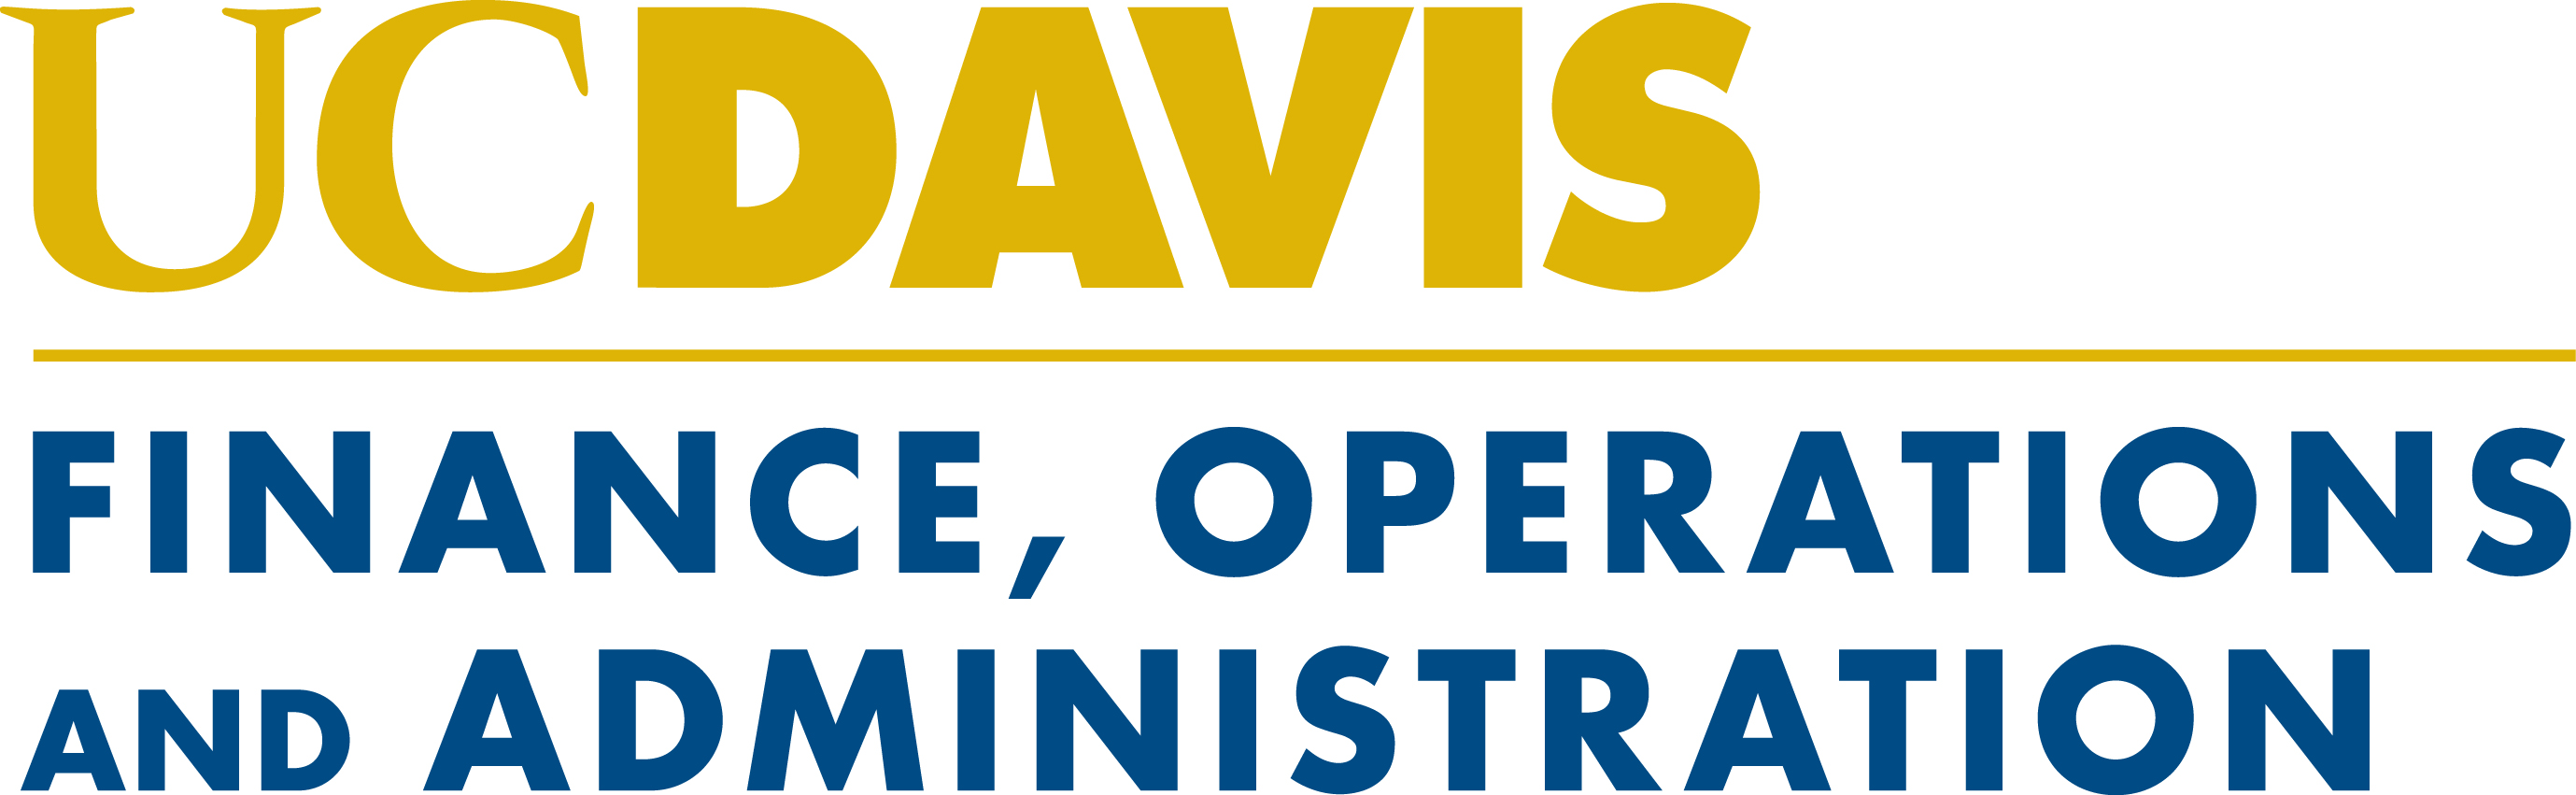 UCDAVIS
FINANCE, OPERATIONS
AND ADMINISTRATION